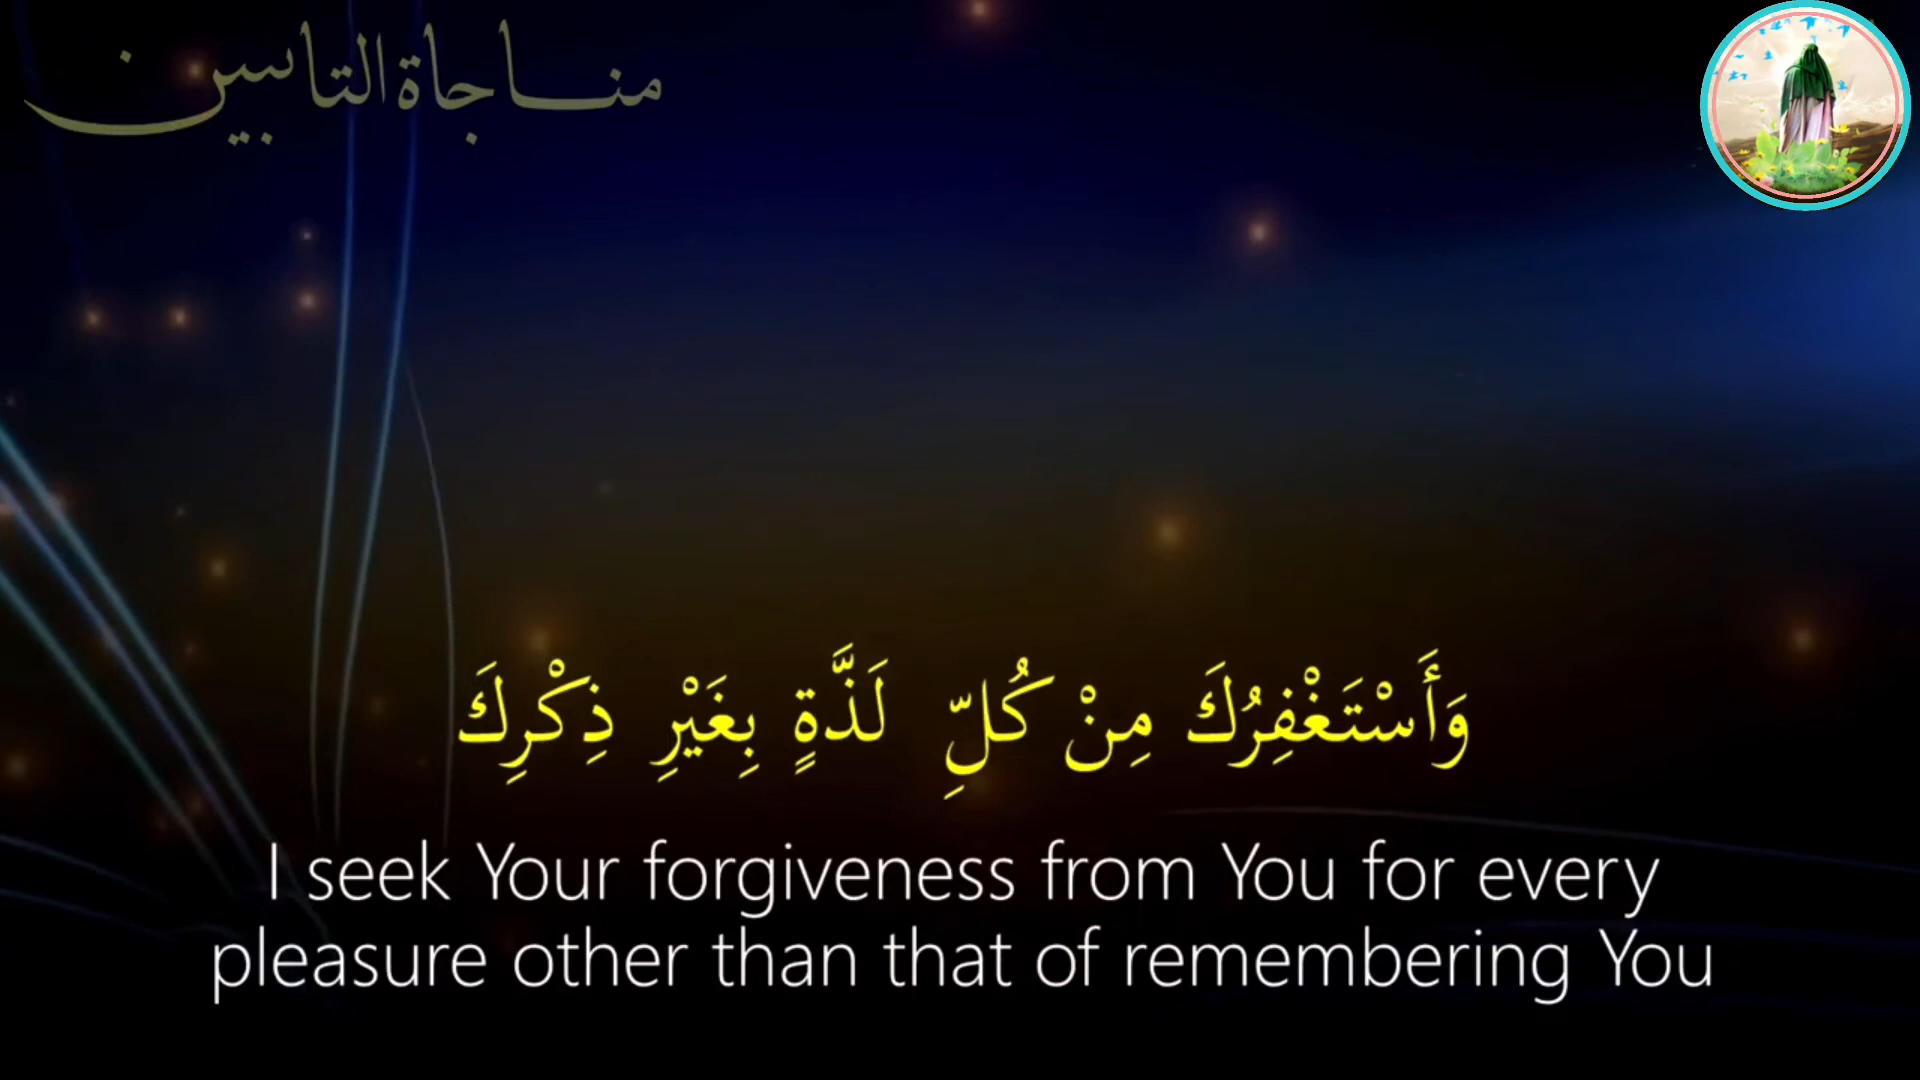 مناجاة التائبين
وَأَسْتَغْفِرُكَ مِنْ كُلِّ لَذَّةٍ بِغَيْرِ ذِكْرِكَ
I seek Your forgiveness from You for every
pleasure other than that of remembering You